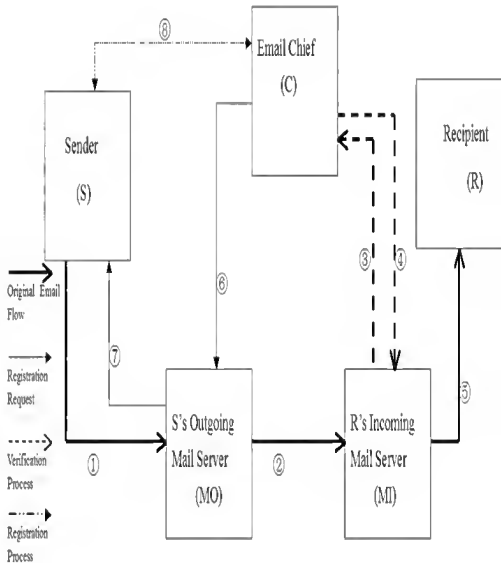 ⑧
Email Chief
(C)
Sender
(S)
Recipient
(R)
③
④
Original Email
Flow
⑥
⑦
Registration
Request
S's Outgoing
Mail Server
(MO)
R's Incoming
Mail Server
(MI)
⑤
①
②
Verification
Process
Registration
Process